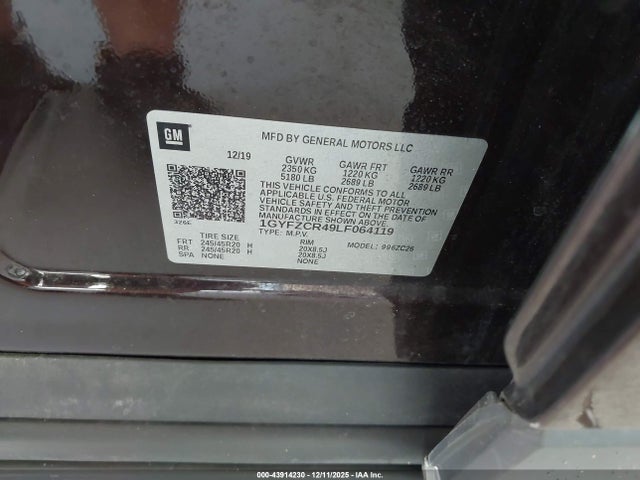 GM
MFD BY GENERAL MOTORS LLC
12/19 GVWR GAWR FRT GAWR RR
2350 KG 1220 KG 1220 KG
5180 LB 2689 LB 2689 LB
THIS VEHICLE CONFORMS TO ALL
APPLICABLE U.S. FEDERAL MOTOR
VEHICLE SAFETY, BUMPER, AND
THEFT PREVENTION STANDARDS
IN EFFECT ON THE DATE OF
MANUFACTURE SHOWN ABOVE.
1GYFZCR49LF064119
TYPE: M.P.V. MODEL: 996ZC26
TIRE SIZE RIM
FRT 245/45R20 H 20X8.5J
RR 245/45R20 H 20X8.5J
SPA NONE NONE
000-43914230 - 12/11/2025 - IAA Inc.